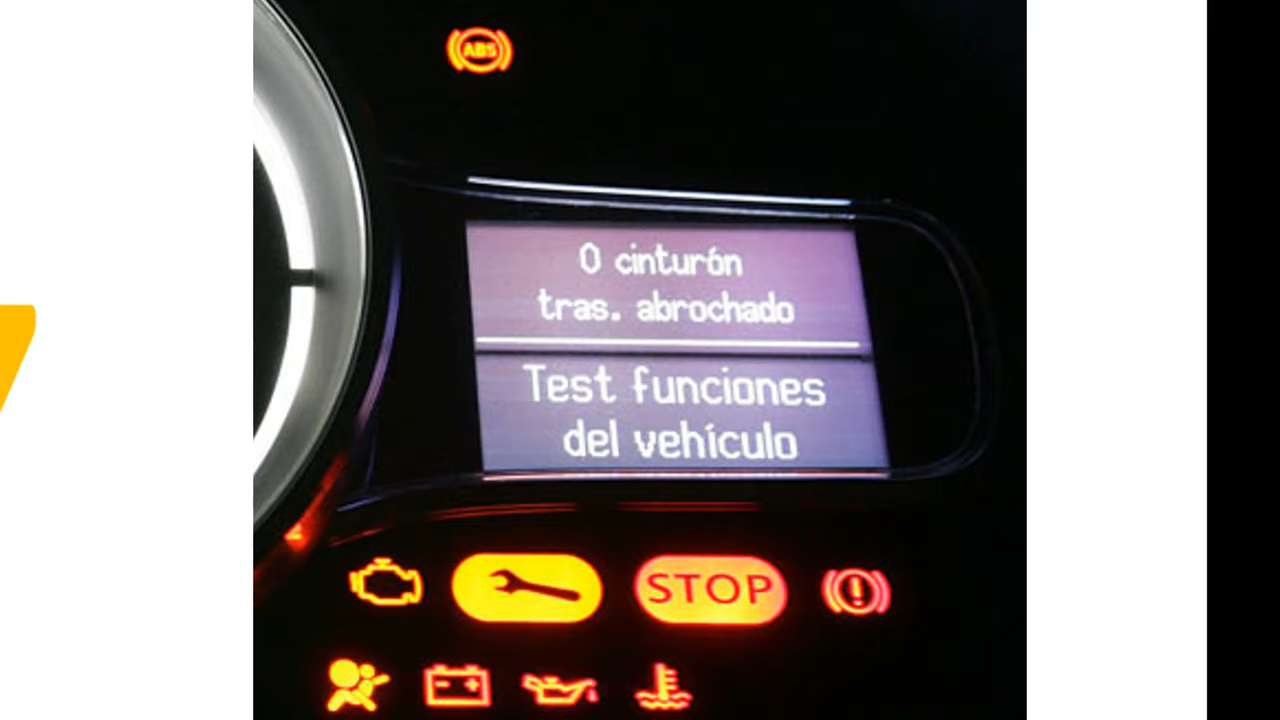 ABS
0 cinturón
tras. abrochado
Test funciones
del vehículo
STOP